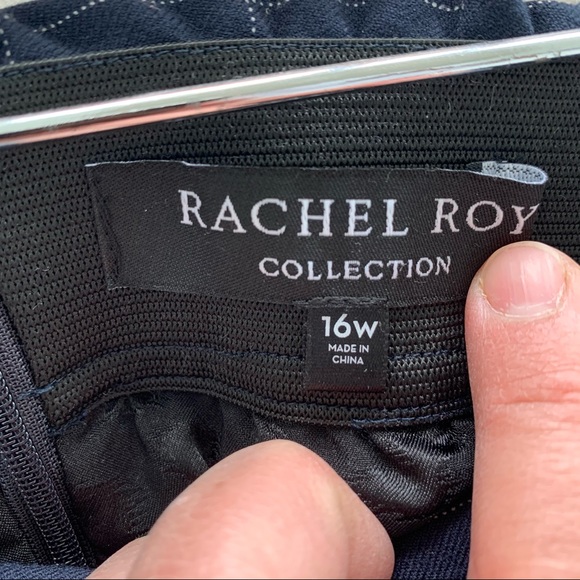 RACHEL ROY
COLLECTION
16W
MADE IN
CHINA